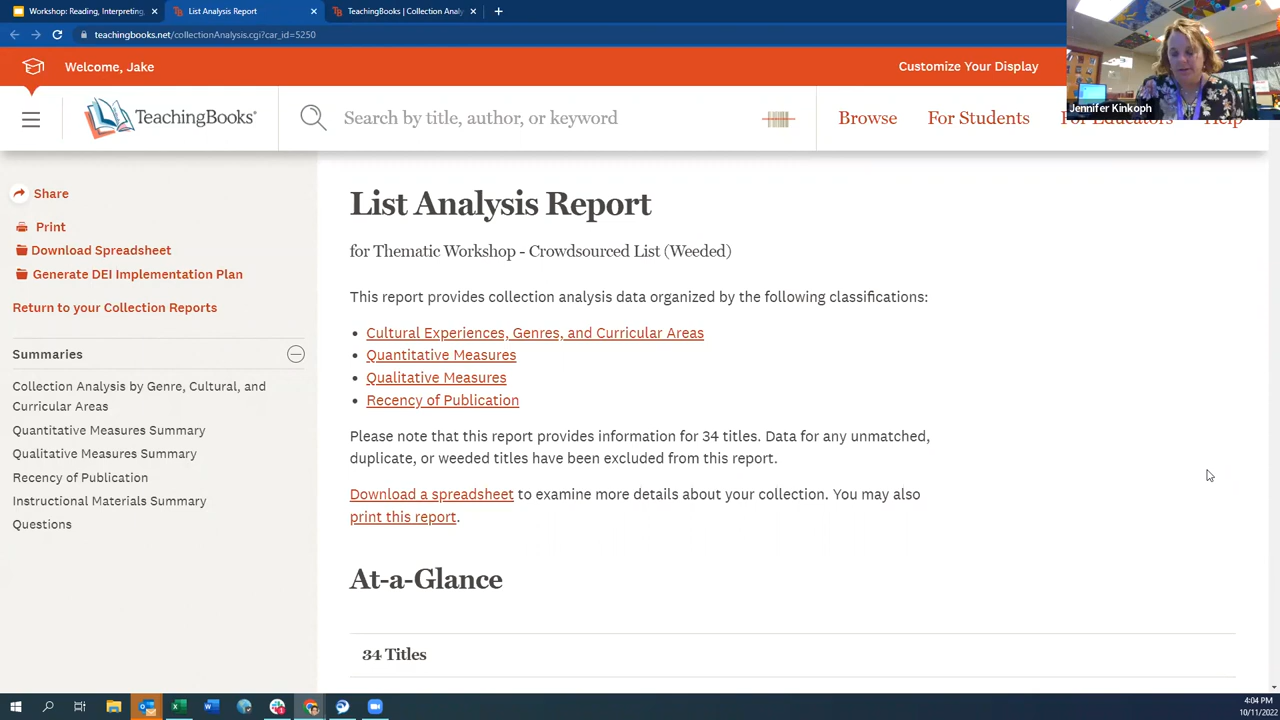 Workshop: Reading, Interpreting,
List Analysis Report
TeachingBooks | Collection Analy
teachingbooks.net/collectionAnalysis.cgi?car_id=5250
Welcome, Jake
Customize Your Display
TeachingBooks
Search by title, author, or keyword
Browse
For Students
For Educators
Help
Jennifer Kinkoph
Share
Print
Download Spreadsheet
Generate DEI Implementation Plan
Return to your Collection Reports
Summaries
Collection Analysis by Genre, Cultural, and
Curricular Areas
Quantitative Measures Summary
Qualitative Measures Summary
Recency of Publication
Instructional Materials Summary
Questions
List Analysis Report
for Thematic Workshop - Crowdsourced List (Weeded)
This report provides collection analysis data organized by the following classifications:
• Cultural Experiences, Genres, and Curricular Areas
• Quantitative Measures
• Qualitative Measures
• Recency of Publication
Please note that this report provides information for 34 titles. Data for any unmatched,
duplicate, or weeded titles have been excluded from this report.
Download a spreadsheet to examine more details about your collection. You may also
print this report.
At-a-Glance
34 Titles
4:04 PM
10/11/2022